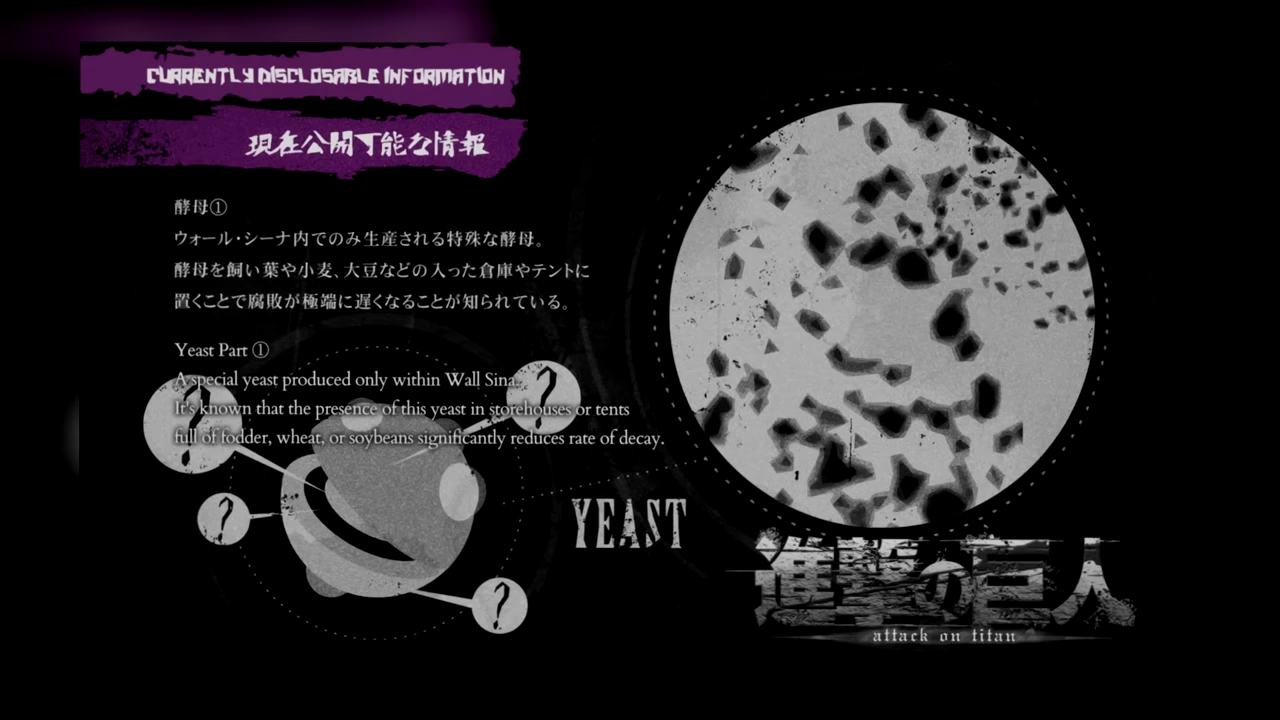 CURRENTLY DISCLOSABLE INFORMATION
現在公開可能な情報
酵母①
ウォール・シーナ内でのみ生産される特殊な酵母。
酵母を飼い葉や小麦、大豆などの入った倉庫やテントに
置くことで腐敗が極端に遅くなることが知られている。
Yeast Part ①
A special yeast produced only within Wall Sina.
It's known that the presence of this yeast in storehouses or tents
full of fodder, wheat, or soybeans significantly reduces rate of decay.
?
?
?
?
YEAST
進撃の巨人
attack on titan